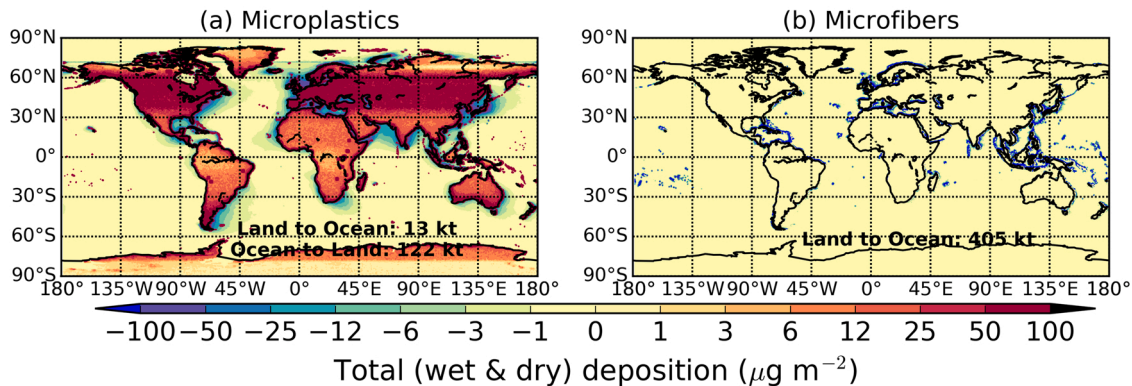 (a) Microplastics
(b) Microfibers
90°N
60°N
30°N
0°
30°S
60°S
90°S
Land to Ocean: 13 kt
Ocean to Land: 122 kt
180° 135°W 90°W 45°W 0° 45°E 90°E 135°E 180°
90°N
60°N
30°N
0°
30°S
60°S
90°S
Land to Ocean: 405 kt
180° 135°W 90°W 45°W 0° 45°E 90°E 135°E 180°
−100 −50 −25 −12 −6 −3 −1 0 1 3 6 12 25 50 100
Total (wet & dry) deposition (μg m⁻²)